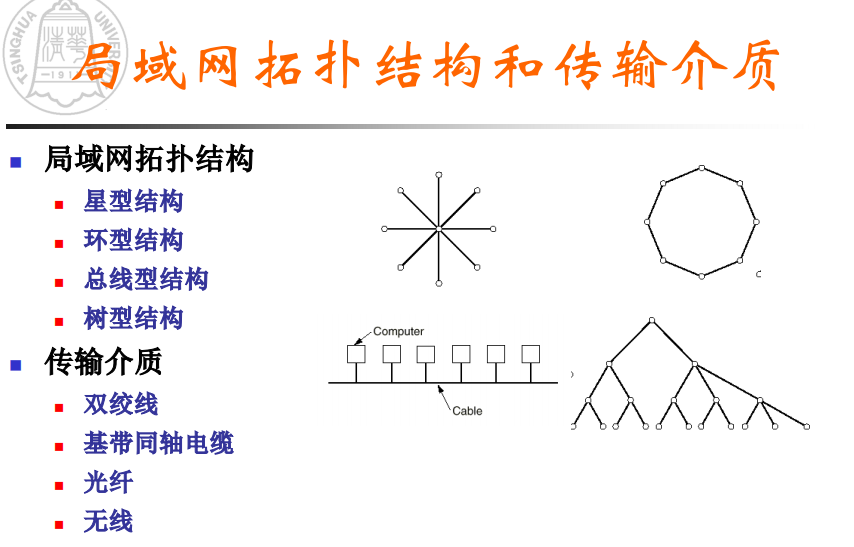 局域网拓扑结构和传输介质
局域网拓扑结构
星型结构
环型结构
总线型结构
树型结构
传输介质
双绞线
基带同轴电缆
光纤
无线
Computer
Cable
TSINGHUA UNIVERSITY